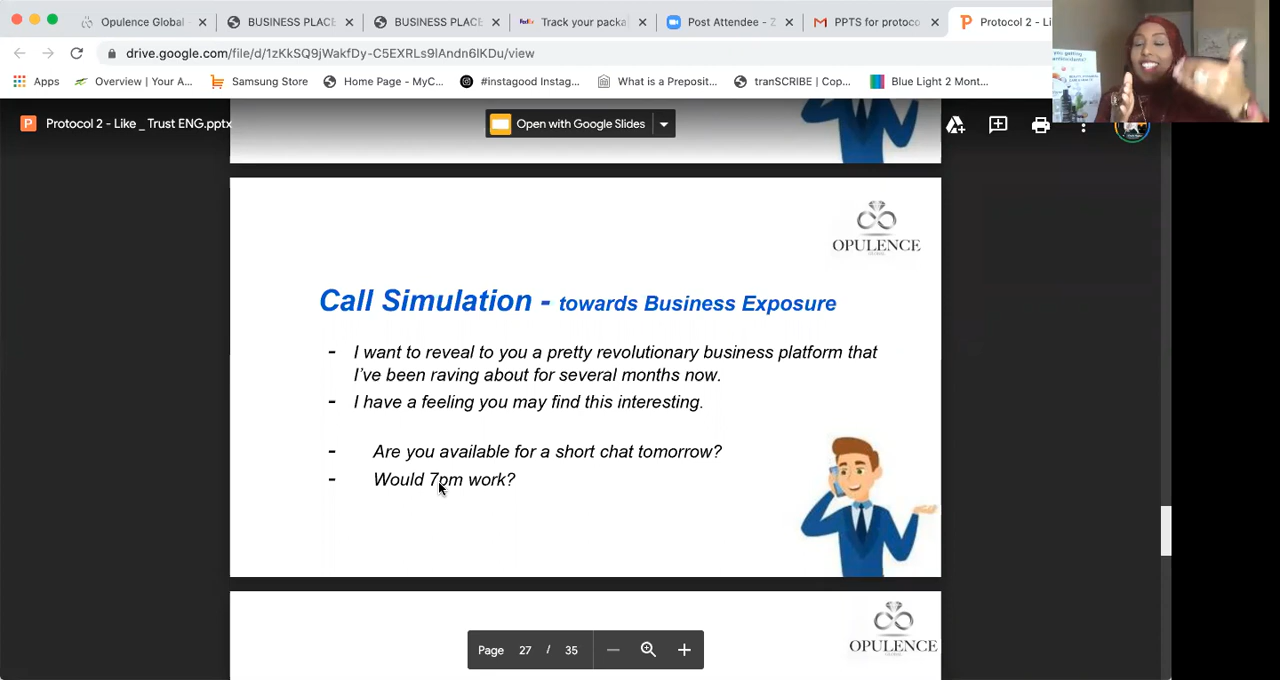 Opulence Global
BUSINESS PLACE
BUSINESS PLACE
FedEx Track your packa
Post Attendee - Z
PPTS for protoco
Protocol 2 - Li
drive.google.com/file/d/1zKkSQ9jWakfDy-C5EXRLs9lAndn6lKDu/view
Apps
Overview | Your A...
Samsung Store
Home Page - MyC...
#instagood Instag...
What is a Preposit...
tranSCRIBE | Cop...
Blue Light 2 Mont...
Protocol 2 - Like _ Trust ENG.pptx
Open with Google Slides
OPULENCE
GLOBAL
Call Simulation - towards Business Exposure
- I want to reveal to you a pretty revolutionary business platform that
I've been raving about for several months now.
- I have a feeling you may find this interesting.
- Are you available for a short chat tomorrow?
- Would 7pm work?
OPULENCE
GLOBAL
Page 27 / 35